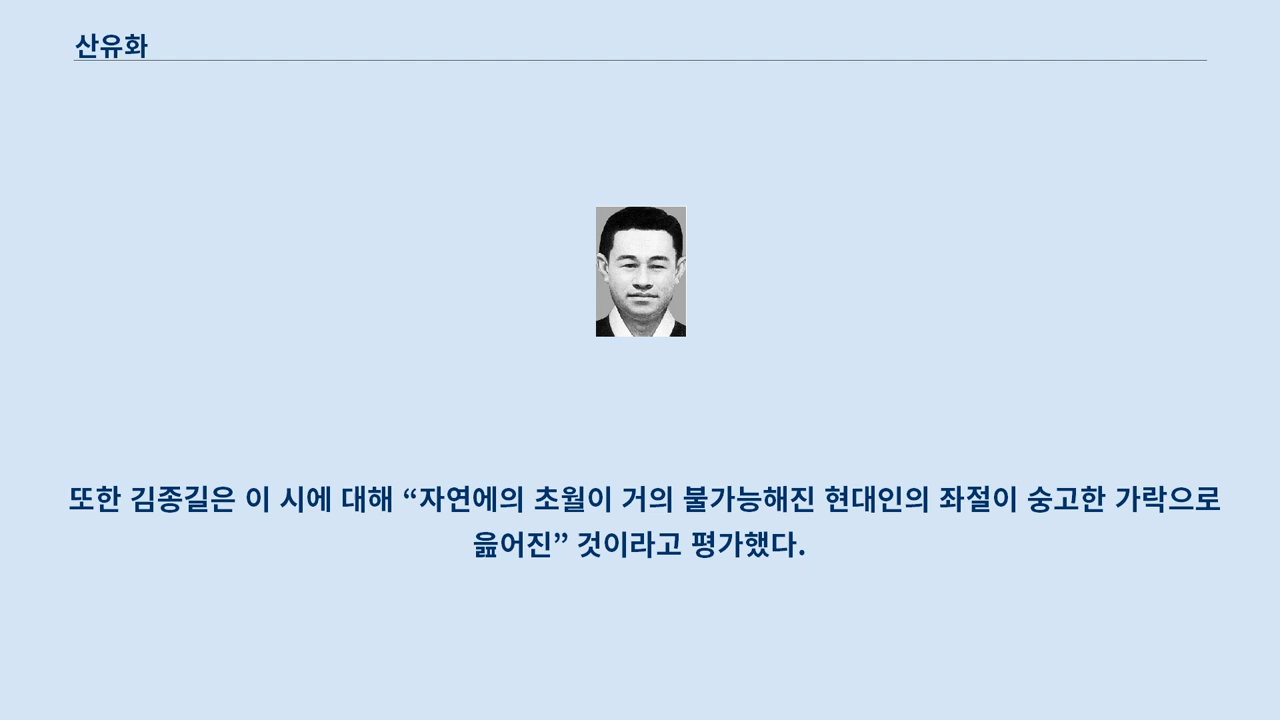 산유화
또한 김종길은 이 시에 대해 “자연에의 초월이 거의 불가능해진 현대인의 좌절이 숭고한 가락으로
읊어진” 것이라고 평가했다.